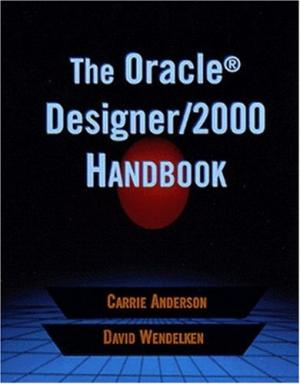 The Oracle®
Designer/2000
HANDBOOK
CARRIE ANDERSON
DAVID WENDELKEN